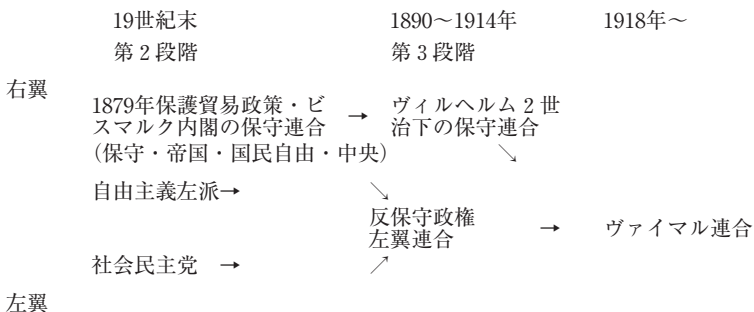 19世紀末 1890〜1914年 1918年〜
第２段階 第３段階
右翼
1879年保護貿易政策・ビ
スマルク内閣の保守連合
(保守・帝国・国民自由・中央)
→
ヴィルヘルム２世
治下の保守連合
↘
自由主義左派→ ↘
反保守政権
左翼連合
→ ヴァイマル連合
社会民主党 → ↗
左翼